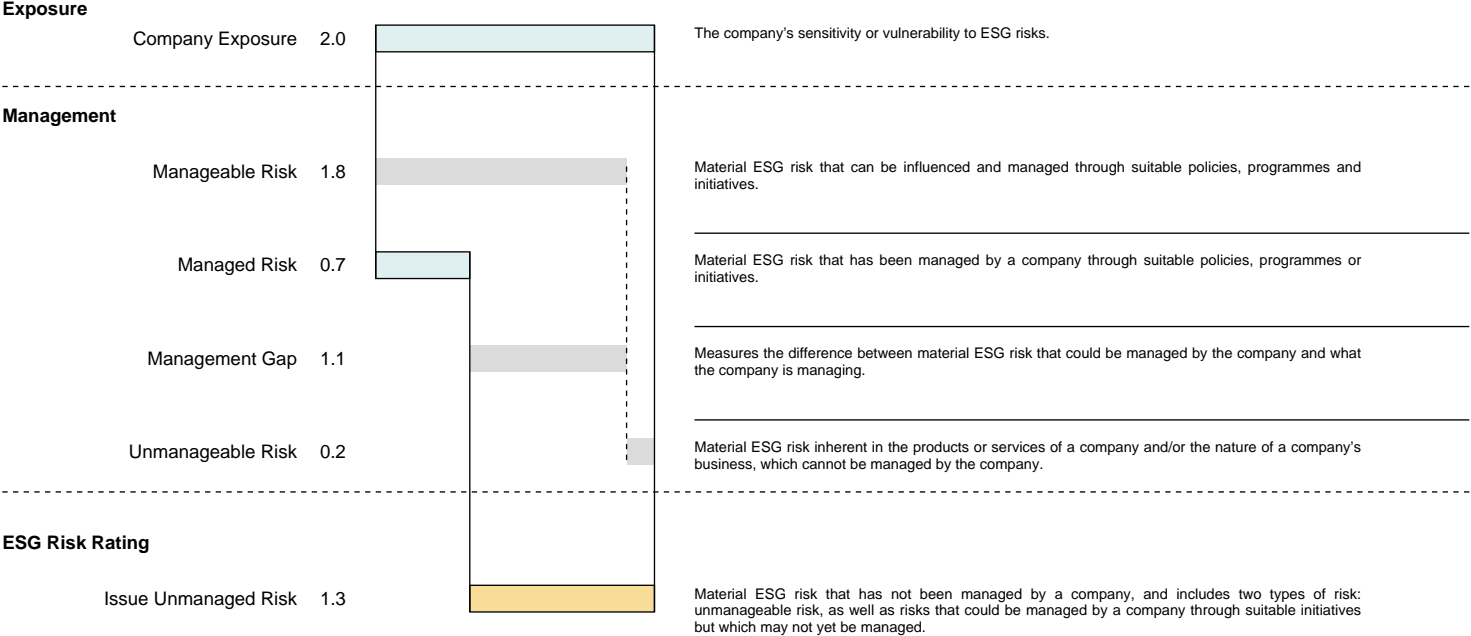 Exposure
Company Exposure 2.0
The company’s sensitivity or vulnerability to ESG risks.
Management
Manageable Risk 1.8
Material ESG risk that can be influenced and managed through suitable policies, programmes and
initiatives.
Managed Risk 0.7
Material ESG risk that has been managed by a company through suitable policies, programmes or
initiatives.
Management Gap 1.1
Measures the difference between material ESG risk that could be managed by the company and what
the company is managing.
Unmanageable Risk 0.2
Material ESG risk inherent in the products or services of a company and/or the nature of a company’s
business, which cannot be managed by the company.
ESG Risk Rating
Issue Unmanaged Risk 1.3
Material ESG risk that has not been managed by a company, and includes two types of risk:
unmanageable risk, as well as risks that could be managed by a company through suitable initiatives
but which may not yet be managed.